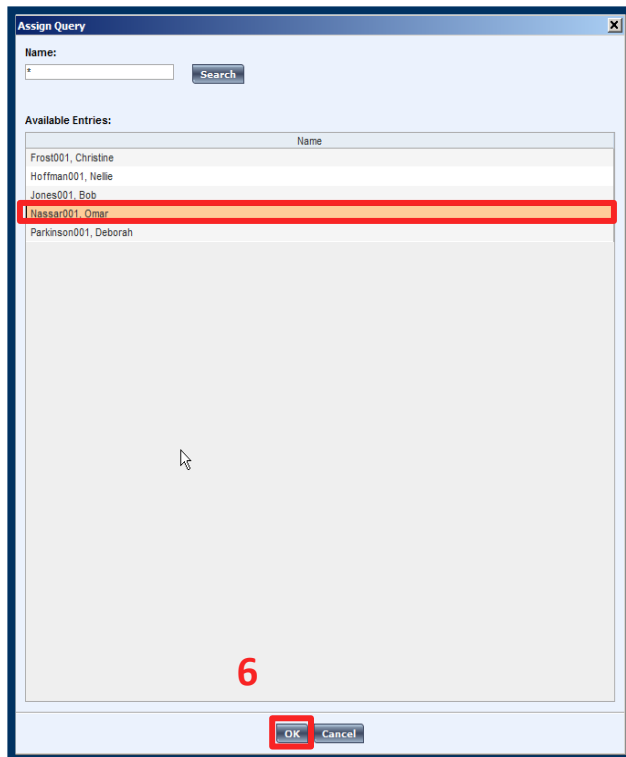 Assign Query
Name:
* Search
Available Entries:
Name
Frost001, Christine
Hoffman001, Nellie
Jones001, Bob
Nassar001, Omar
Parkinson001, Deborah
6
OK Cancel